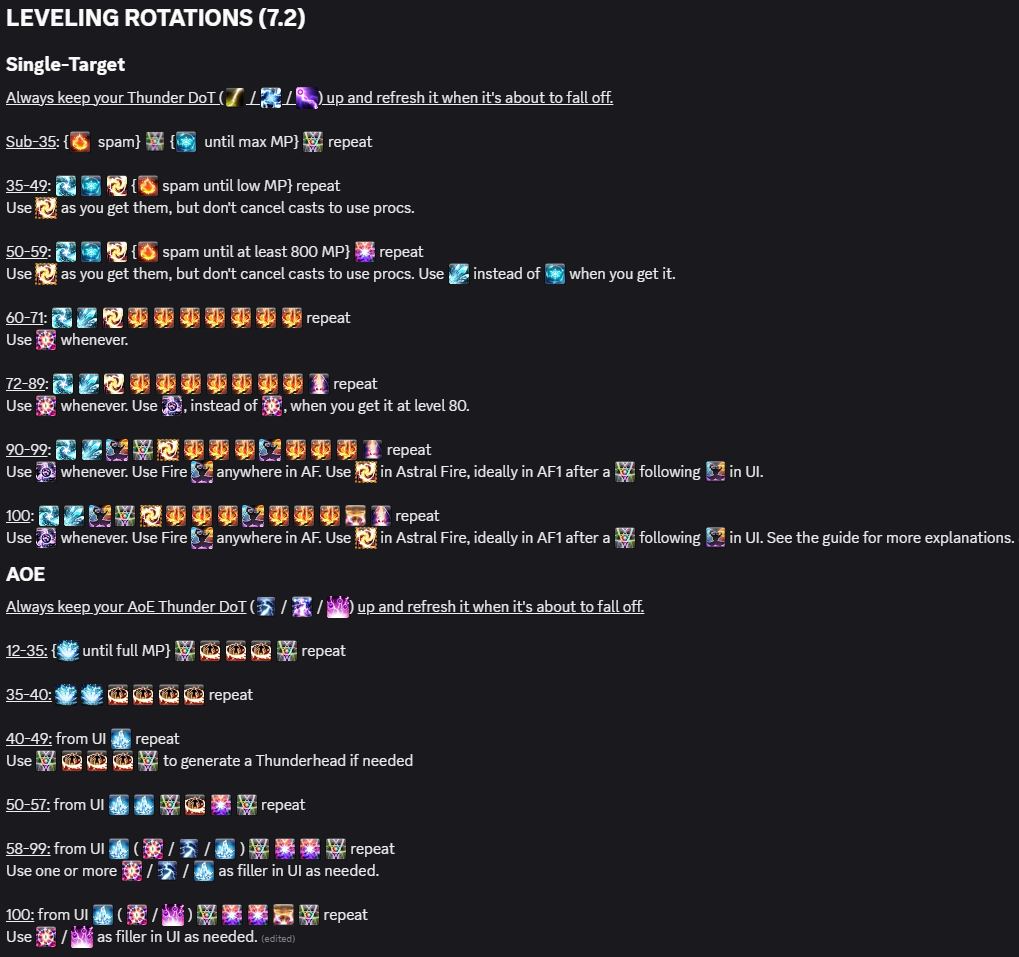 LEVELING ROTATIONS (7.2)
Single-Target
Always keep your Thunder DoT ( / / ) up and refresh it when it's about to fall off.
Sub-35: { spam} { until max MP} repeat
35-49: { spam until low MP} repeat
Use as you get them, but don't cancel casts to use procs.
50-59: { spam until at least 800 MP} repeat
Use as you get them, but don't cancel casts to use procs. Use instead of when you get it.
60-71: repeat
Use whenever.
72-89: repeat
Use whenever. Use , instead of , when you get it at level 80.
90-99: repeat
Use whenever. Use Fire anywhere in AF. Use in Astral Fire, ideally in AF1 after a following in UI.
100: repeat
Use whenever. Use Fire anywhere in AF. Use in Astral Fire, ideally in AF1 after a following in UI. See the guide for more explanations.
AOE
Always keep your AoE Thunder DoT ( / / ) up and refresh it when it's about to fall off.
12-35: { until full MP} repeat
35-40: repeat
40-49: from UI repeat
Use to generate a Thunderhead if needed
50-57: from UI repeat
58-99: from UI ( / / ) repeat
Use one or more / / as filler in UI as needed.
100: from UI ( / ) repeat
Use / as filler in UI as needed. (edited)